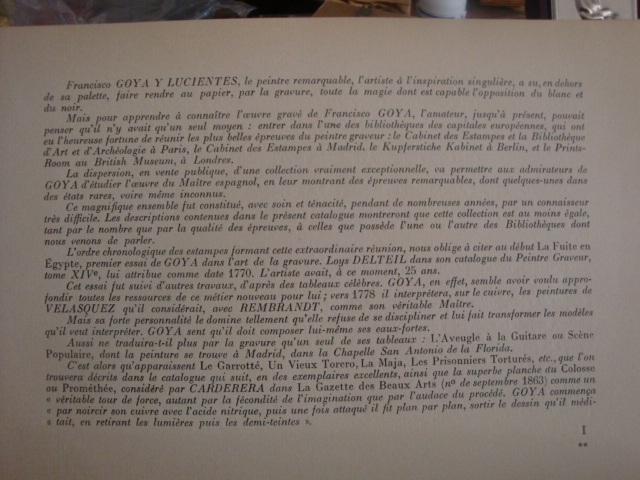 Francisco GOYA Y LUCIENTES, le peintre remarquable, l'artiste à l'inspiration singulière, a su, en dehors
de sa palette, faire rendre au papier, par la gravure, toute la magie dont est capable l'opposition du blanc et
du noir.
Mais pour apprendre à connaître l'œuvre gravé de Francisco GOYA, l'amateur, jusqu'à présent, pouvait
penser qu'il n'y avait qu'un seul moyen : entrer dans l'une des bibliothèques des capitales européennes, qui ont
eu l'heureuse fortune de réunir les plus belles épreuves du peintre graveur : le Cabinet des Estampes et la Bibliothèque
d'Art et d'Archéologie à Paris, le Cabinet des Estampes à Madrid, le Kupferstiche Kabinet à Berlin, et le Prints-
Room au British Museum, à Londres.
La dispersion, en vente publique, d'une collection vraiment exceptionnelle, va permettre aux admirateurs de
GOYA d'étudier l'œuvre du Maître espagnol, en leur montrant des épreuves remarquables, dont quelques-unes dans
des états rares, voire même inconnus.
Ce magnifique ensemble fut constitué, avec soin et ténacité, pendant de nombreuses années, par un connaisseur
très difficile. Les descriptions contenues dans le présent catalogue montreront que cette collection est au moins égale,
tant par le nombre que par la qualité des épreuves, à celles que possède l'une ou l'autre des Bibliothèques dont
nous venons de parler.
L'ordre chronologique des estampes formant cette extraordinaire réunion, nous oblige à citer au début La Fuite en
Égypte, premier essai de GOYA dans l'art de la gravure. Loys DELTEIL dans son catalogue du Peintre Graveur,
tome XIVe, lui attribue comme date 1770. L'artiste avait, à ce moment, 25 ans.
Cet essai fut suivi d'autres travaux, d'après des tableaux célèbres. GOYA, en effet, semble avoir voulu appro-
fondir toutes les ressources de ce métier nouveau pour lui ; vers 1778 il interprétera, sur le cuivre, les peintures de
VELASQUEZ qu'il considérait, avec REMBRANDT, comme son véritable Maître.
Mais sa forte personnalité le domine tellement qu'elle refuse de se discipliner et lui fait transformer les modèles
qu'il veut interpréter. GOYA sent qu'il doit composer lui-même ses eaux-fortes.
Aussi ne traduira-t-il plus par la gravure qu'un seul de ses tableaux : L'Aveugle à la Guitare ou Scène
Populaire, dont la peinture se trouve à Madrid, dans la Chapelle San Antonio de la Florida.
C'est alors qu'apparaissent Le Garrotté, Un Vieux Torero, La Maja, Les Prisonniers Torturés, etc., que l'on
trouvera décrits dans le catalogue qui suit, en des exemplaires excellents, ainsi que la superbe planche du Colosse
ou Prométhée, considéré par CARDERERA dans La Gazette des Beaux Arts (no de septembre 1863) comme un
« véritable tour de force, autant par la fécondité de l'imagination que par l'audace du procédé. GOYA commença
« par noircir son cuivre avec l'acide nitrique, puis une fois attaqué il fit plan par plan, sortir le dessin qu'il médi-
« tait, en retirant les lumières puis les demi-teintes ».
I
**